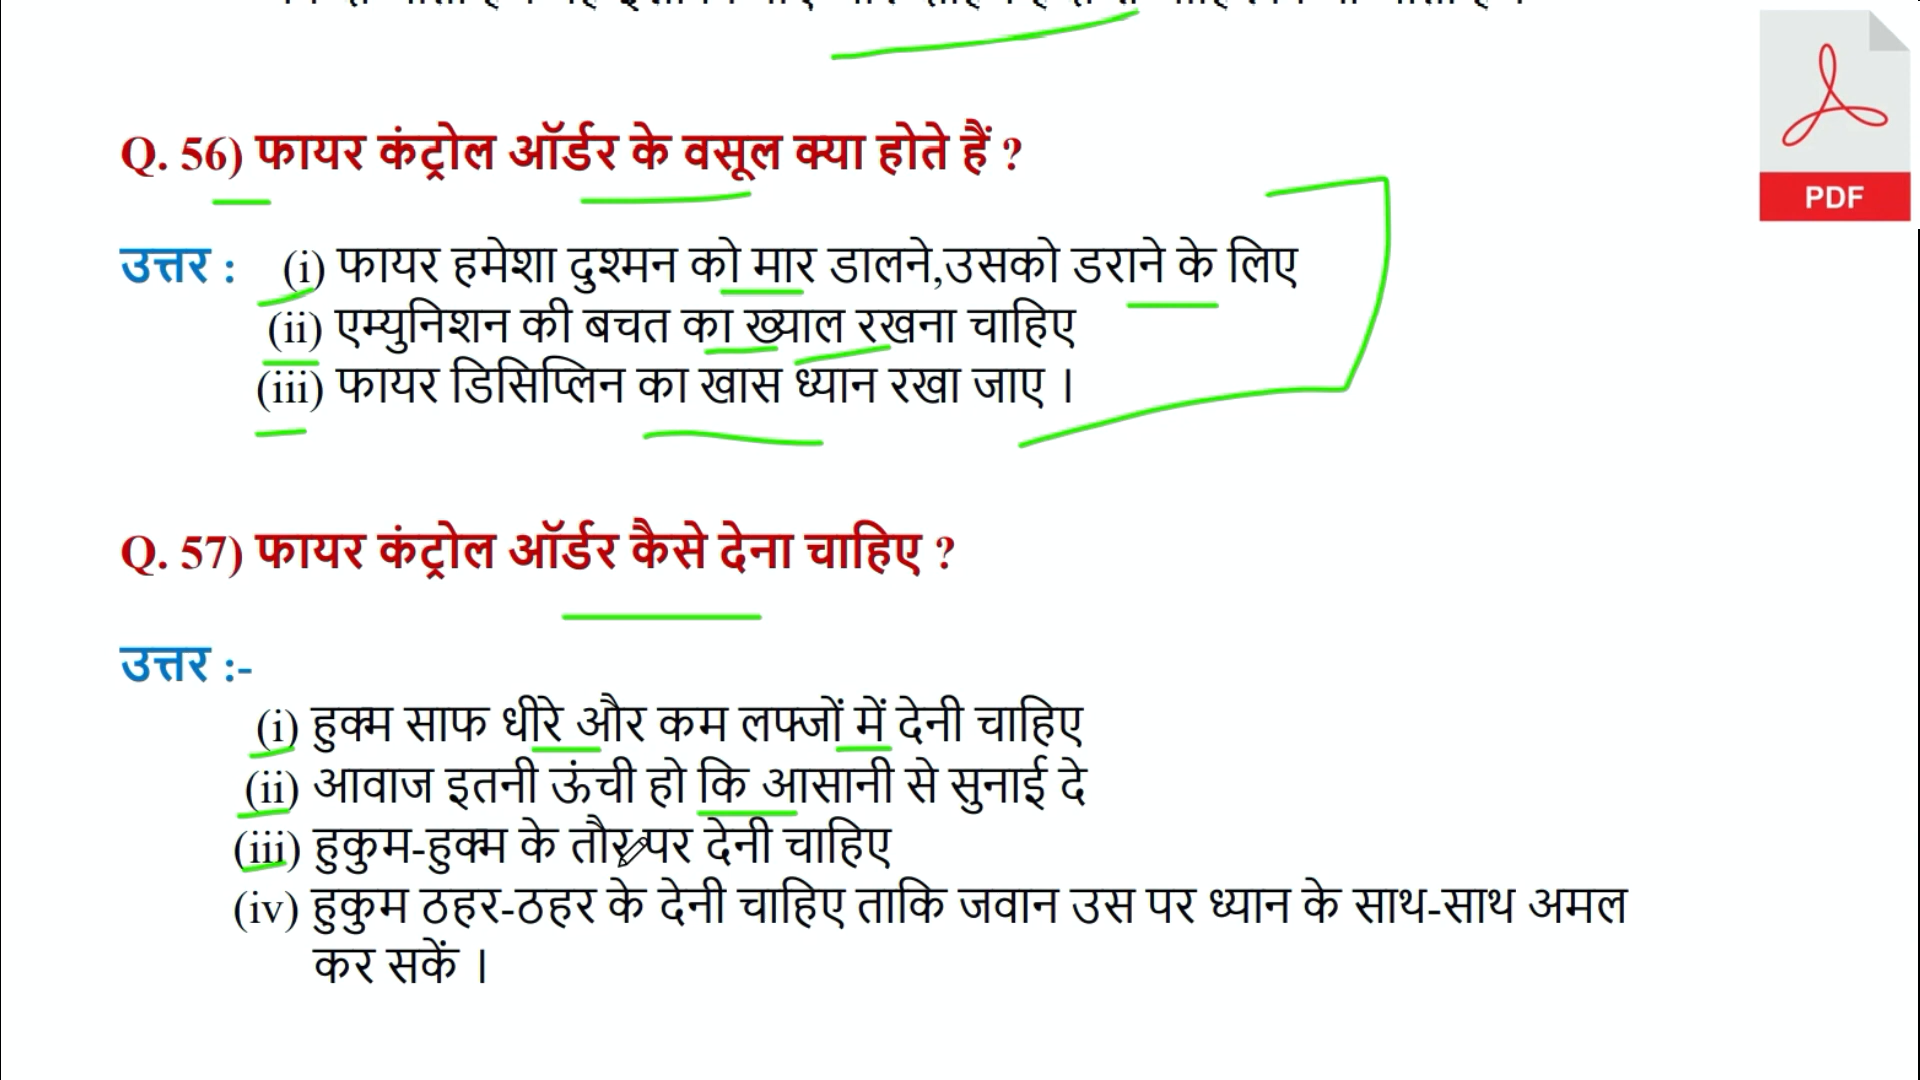 PDF
Q. 56) फायर कंट्रोल ऑर्डर के वसूल क्या होते हैं ?
उत्तर : (i) फायर हमेशा दुश्मन को मार डालने,उसको डराने के लिए
(ii) एम्युनिशन की बचत का ख्याल रखना चाहिए
(iii) फायर डिसिप्लिन का खास ध्यान रखा जाए ।
Q. 57) फायर कंट्रोल ऑर्डर कैसे देना चाहिए ?
उत्तर :-
(i) हुक्म साफ धीरे और कम लफ्जों में देनी चाहिए
(ii) आवाज इतनी ऊंची हो कि आसानी से सुनाई दे
(iii) हुकुम-हुक्म के तौर पर देनी चाहिए
(iv) हुकुम ठहर-ठहर के देनी चाहिए ताकि जवान उस पर ध्यान के साथ-साथ अमल
कर सकें ।